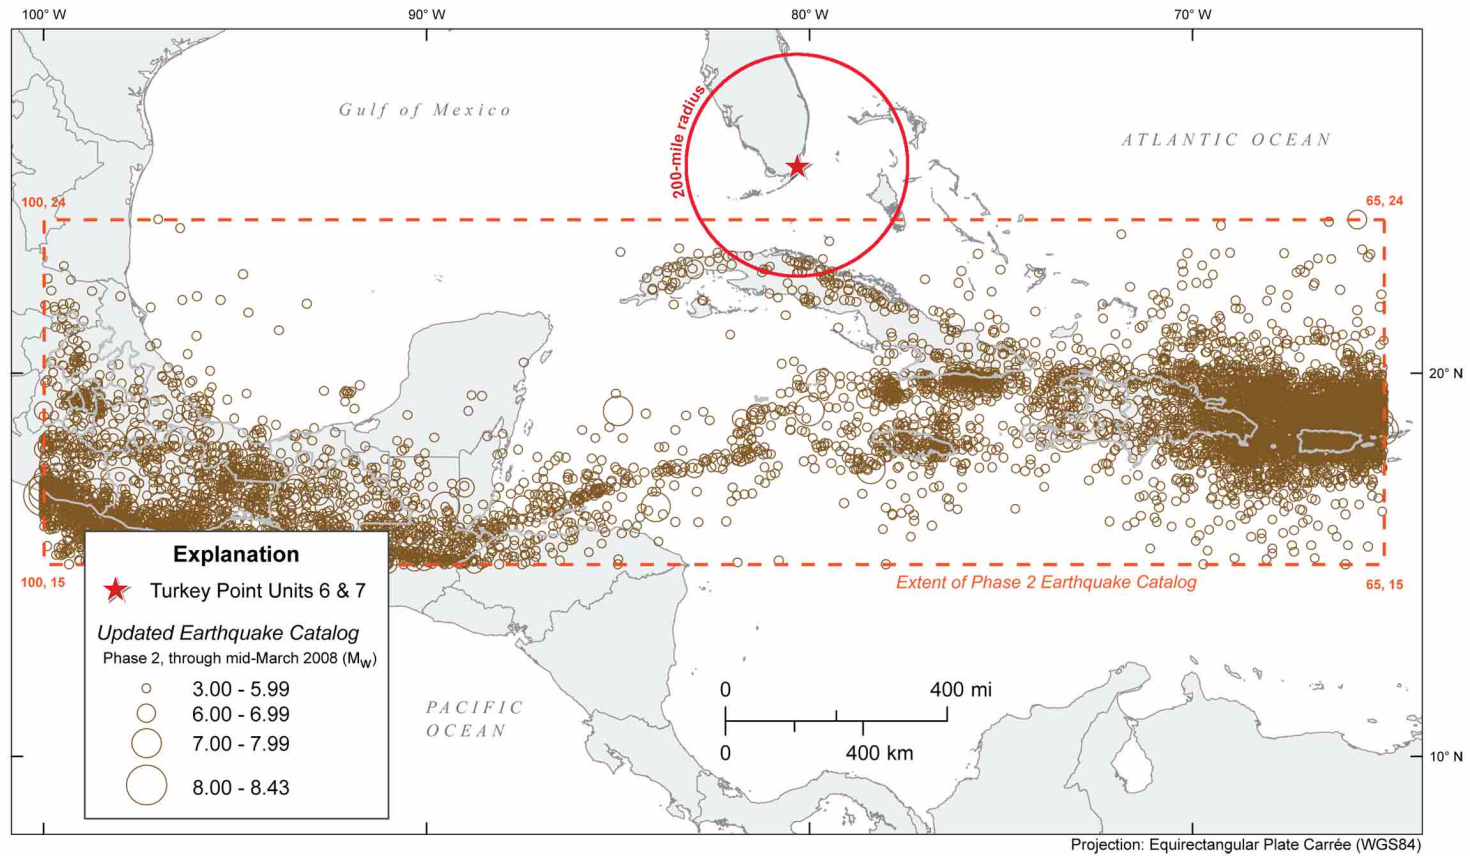 100° W
90° W
80° W
70° W
Gulf of Mexico
200-mile radius
ATLANTIC OCEAN
100, 24
65, 24
20° N
Explanation
Turkey Point Units 6 & 7
Updated Earthquake Catalog
Phase 2, through mid-March 2008 (Mw)
3.00 - 5.99
6.00 - 6.99
7.00 - 7.99
8.00 - 8.43
100, 15
Extent of Phase 2 Earthquake Catalog
65, 15
PACIFIC
OCEAN
0 400 mi
0 400 km
10° N
Projection: Equirectangular Plate Carrée (WGS84)